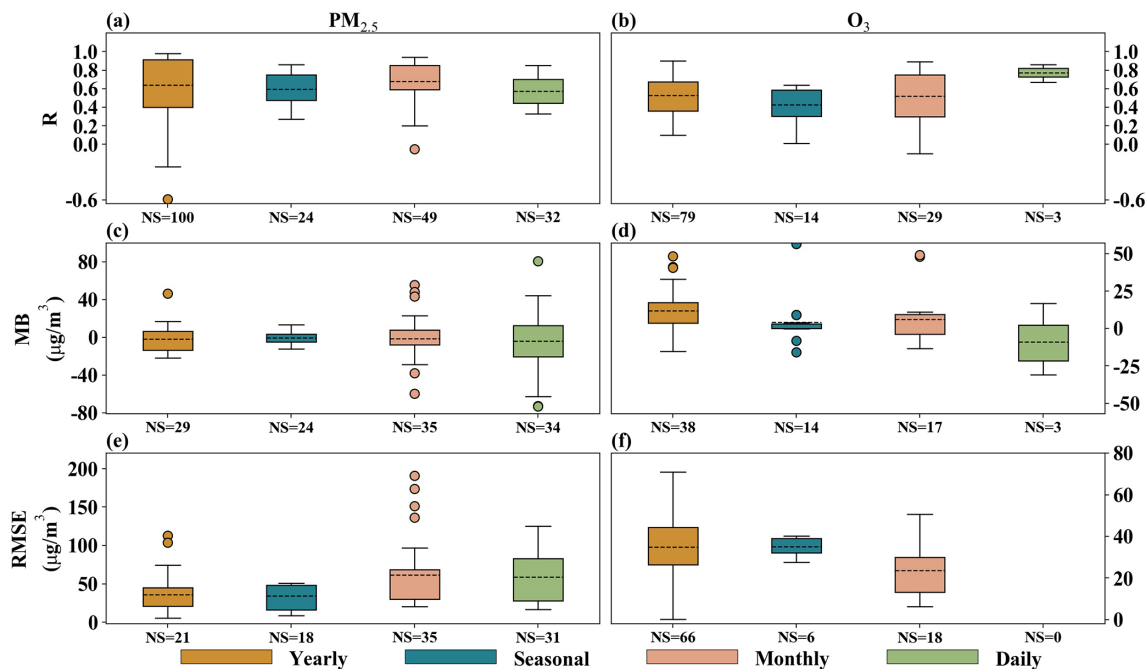 (a) PM2.5
(b) O3
R
1.0
0.8
0.6
0.4
0.2
0.0
-0.6
1.0
0.8
0.6
0.4
0.2
0.0
-0.6
NS=100 NS=24 NS=49 NS=32
NS=79 NS=14 NS=29 NS=3
(c)
(d)
MB
(μg/m³)
80
40
0
-40
-80
50
25
0
-25
-50
NS=29 NS=24 NS=35 NS=34
NS=38 NS=14 NS=17 NS=3
(e)
(f)
RMSE
(μg/m³)
200
150
100
50
0
80
60
40
20
0
NS=21 NS=18 NS=35 NS=31
NS=66 NS=6 NS=18 NS=0
Yearly Seasonal Monthly Daily